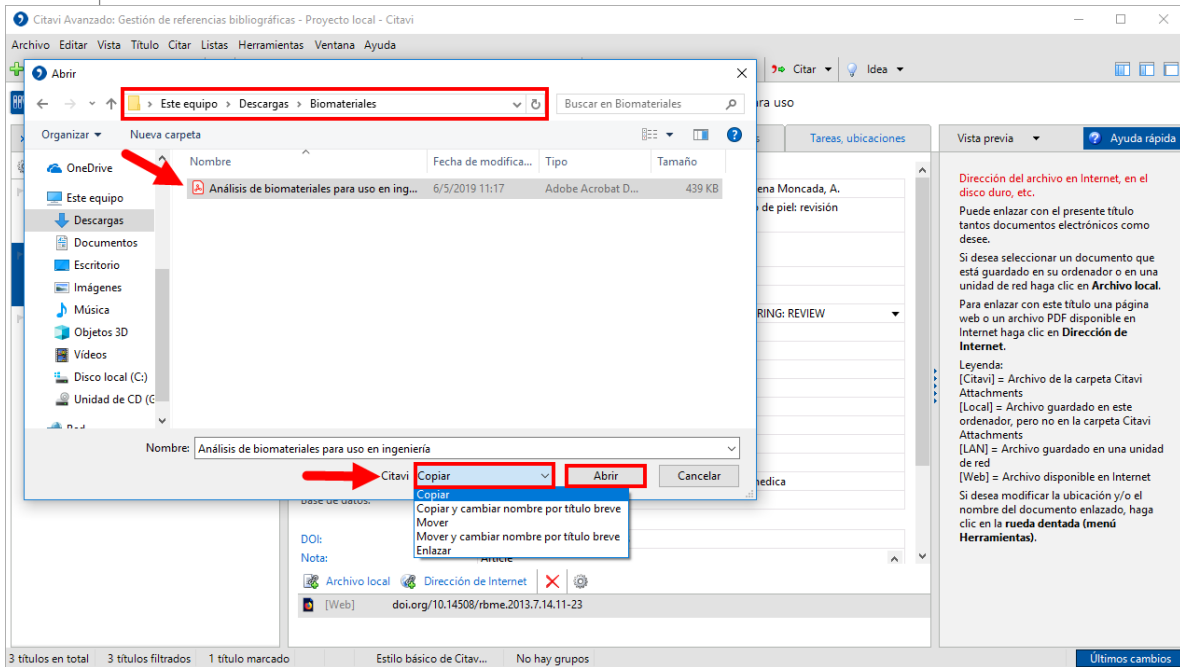 Citavi Avanzado: Gestión de referencias bibliográficas - Proyecto local - Citavi
Archivo Editar Vista Título Citar Listas Herramientas Ventana Ayuda
Citar Idea
Abrir
Este equipo > Descargas > Biomateriales
Buscar en Biomateriales
ra uso
Organizar
Nueva carpeta
Tareas, ubicaciones
Vista previa
Ayuda rápida
Nombre
Fecha de modifica...
Tipo
Tamaño
Análisis de biomateriales para uso en ing...
6/5/2019 11:17
Adobe Acrobat D...
439 KB
OneDrive
Este equipo
Descargas
Documentos
Escritorio
Imágenes
Música
Objetos 3D
Vídeos
Disco local (C:)
Unidad de CD (G
Nombre:
Análisis de biomateriales para uso en ingeniería
Citavi
Copiar
Abrir
Cancelar
Copiar
Copiar y cambiar nombre por título breve
Mover
Mover y cambiar nombre por título breve
Enlazar
ena Moncada, A.
de piel: revisión
RING: REVIEW
nedica
Base de datos:
DOI:
Nota:
Article
Archivo local
Dirección de Internet
[Web]
doi.org/10.14508/rbme.2013.7.14.11-23
Dirección del archivo en Internet, en el
disco duro, etc.
Puede enlazar con el presente título
tantos documentos electrónicos como
desee.
Si desea seleccionar un documento que
está guardado en su ordenador o en una
unidad de red haga clic en Archivo local.
Para enlazar con este título una página
web o un archivo PDF disponible en
Internet haga clic en Dirección de
Internet.
Leyenda:
[Citavi] = Archivo de la carpeta Citavi
Attachments
[Local] = Archivo guardado en este
ordenador, pero no en la carpeta Citavi
Attachments
[LAN] = Archivo guardado en una unidad
de red
[Web] = Archivo disponible en Internet
Si desea modificar la ubicación y/o el
nombre del documento enlazado, haga
clic en la rueda dentada (menú
Herramientas).
3 títulos en total
3 títulos filtrados
1 título marcado
Estilo básico de Citav...
No hay grupos
Últimos cambios